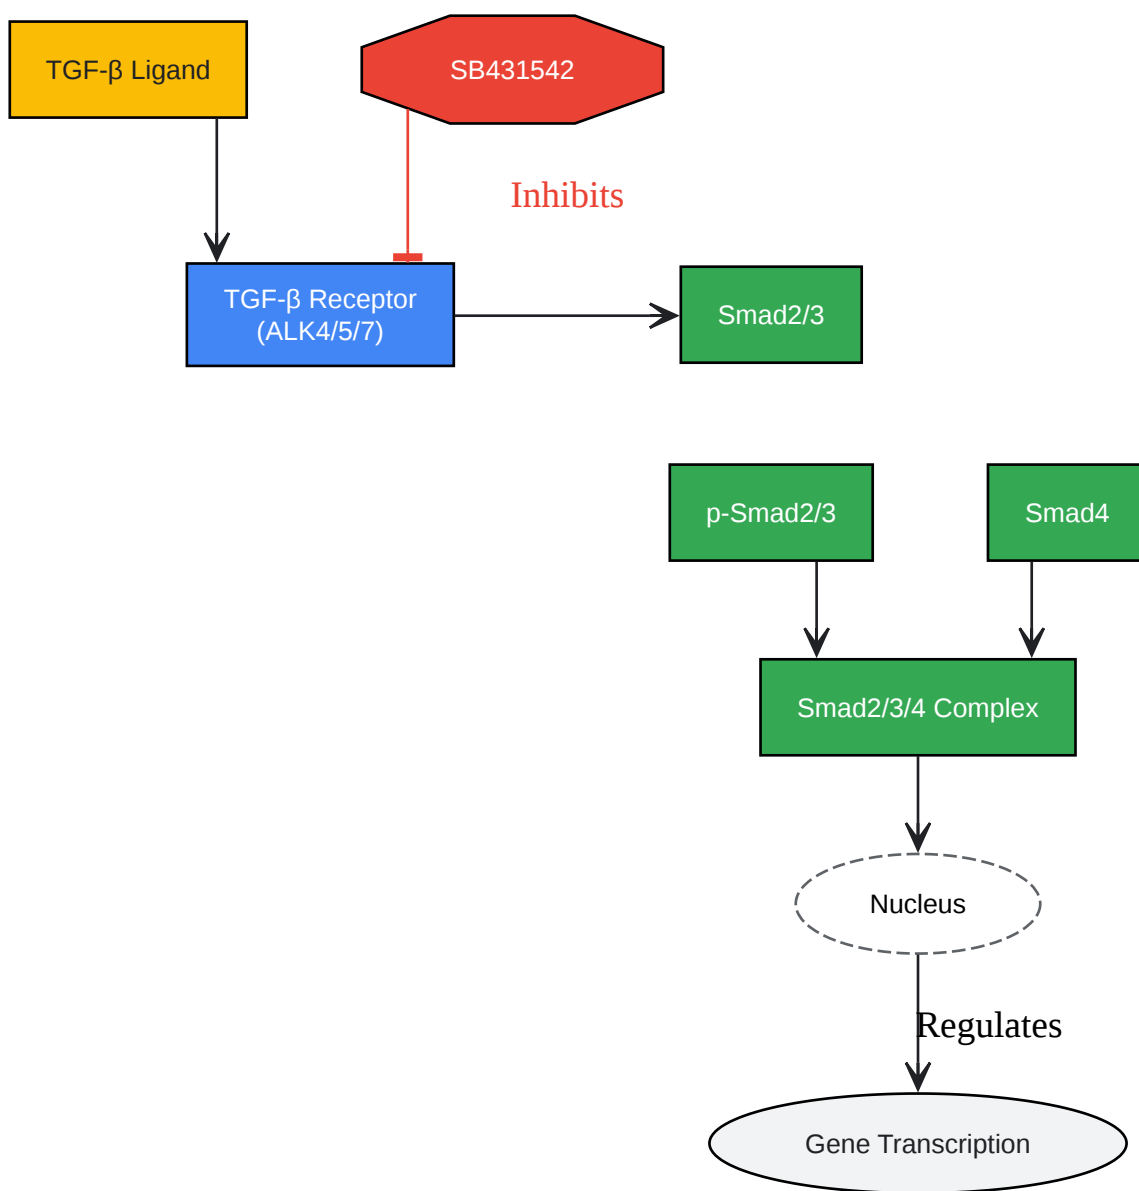 TGF-β Ligand
SB431542
Inhibits
TGF-β Receptor
(ALK4/5/7)
Smad2/3
p-Smad2/3
Smad4
Smad2/3/4 Complex
Nucleus
Regulates
Gene Transcription